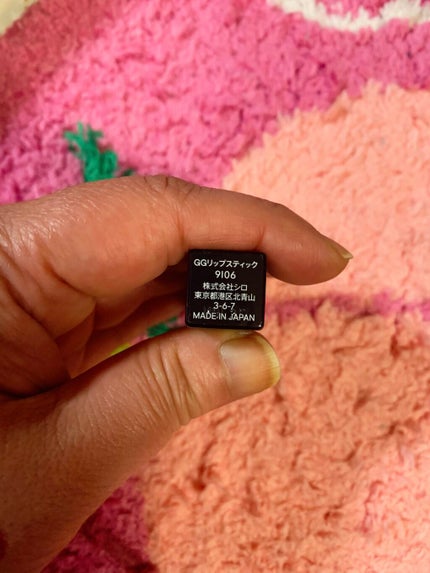 GGリップスティック
9I06
株式会社シロ
東京都港区北青山
3-6-7
MADE IN JAPAN